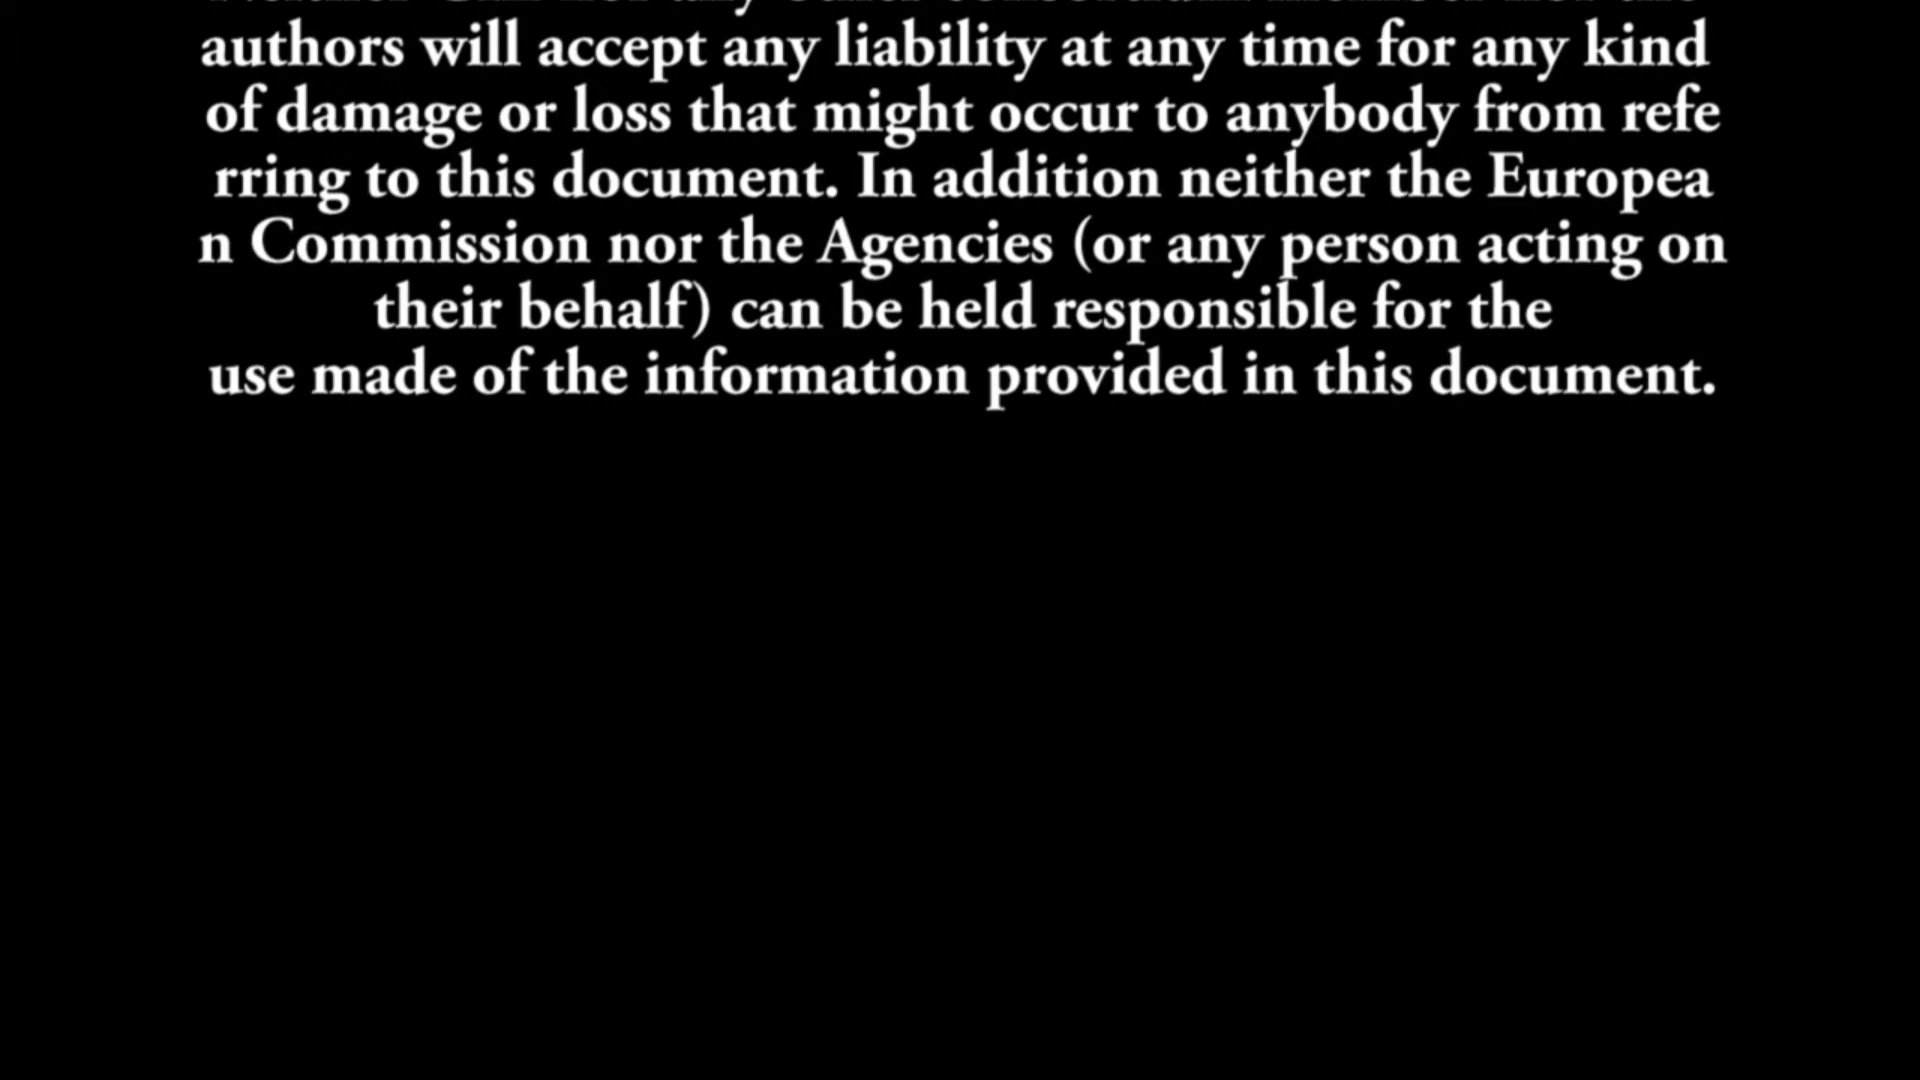 authors will accept any liability at any time for any kind
of damage or loss that might occur to anybody from refe
rring to this document. In addition neither the Europea
n Commission nor the Agencies (or any person acting on
their behalf) can be held responsible for the
use made of the information provided in this document.